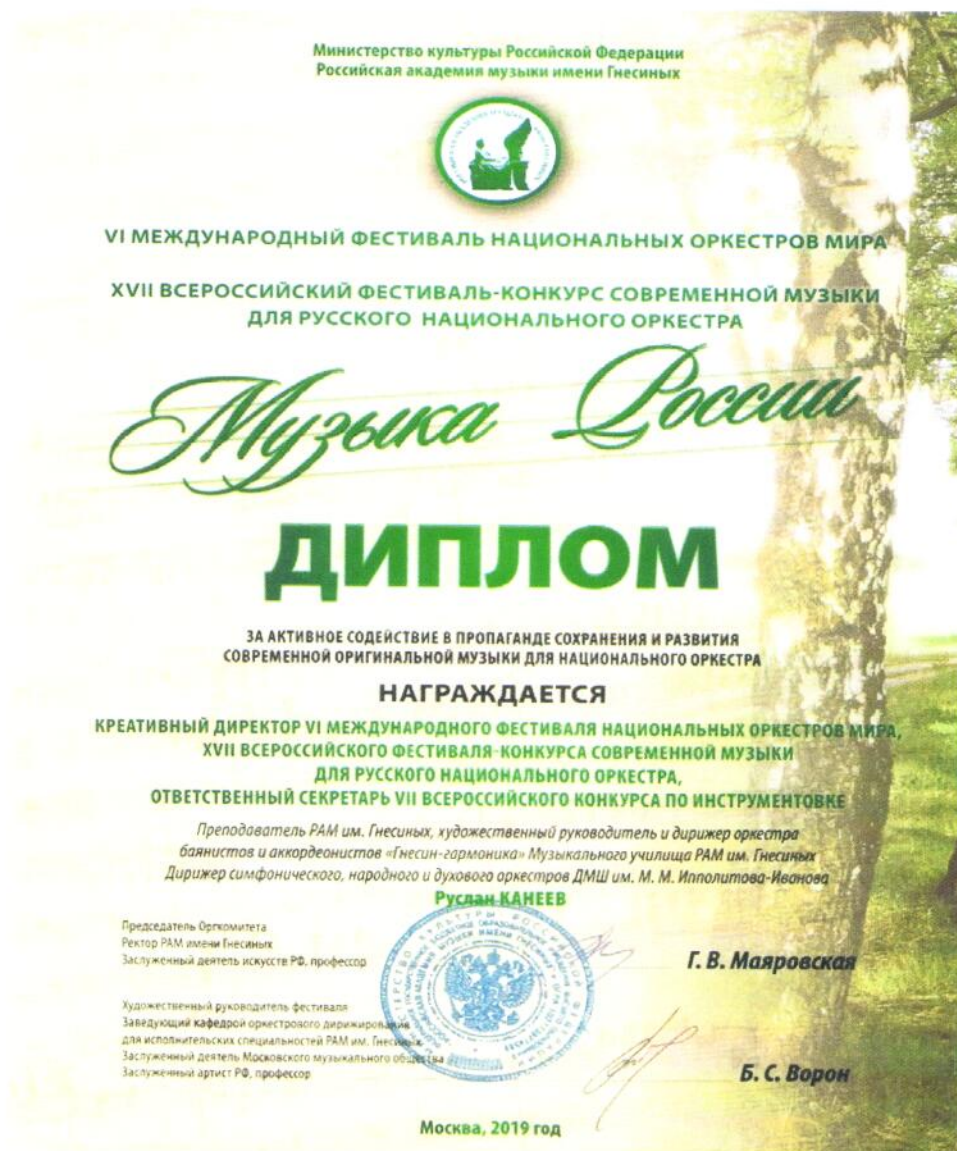 Министерство культуры Российской Федерации
Российская академия музыки имени Гнесиных
VI МЕЖДУНАРОДНЫЙ ФЕСТИВАЛЬ НАЦИОНАЛЬНЫХ ОРКЕСТРОВ МИРА
XVII ВСЕРОССИЙСКИЙ ФЕСТИВАЛЬ-КОНКУРС СОВРЕМЕННОЙ МУЗЫКИ
ДЛЯ РУССКОГО НАЦИОНАЛЬНОГО ОРКЕСТРА
Музыка России
ДИПЛОМ
ЗА АКТИВНОЕ СОДЕЙСТВИЕ В ПРОПАГАНДЕ СОХРАНЕНИЯ И РАЗВИТИЯ
СОВРЕМЕННОЙ ОРИГИНАЛЬНОЙ МУЗЫКИ ДЛЯ НАЦИОНАЛЬНОГО ОРКЕСТРА
НАГРАЖДАЕТСЯ
КРЕАТИВНЫЙ ДИРЕКТОР VI МЕЖДУНАРОДНОГО ФЕСТИВАЛЯ НАЦИОНАЛЬНЫХ ОРКЕСТРОВ МИРА,
XVII ВСЕРОССИЙСКОГО ФЕСТИВАЛЯ-КОНКУРСА СОВРЕМЕННОЙ МУЗЫКИ
ДЛЯ РУССКОГО НАЦИОНАЛЬНОГО ОРКЕСТРА,
ОТВЕТСТВЕННЫЙ СЕКРЕТАРЬ VII ВСЕРОССИЙСКОГО КОНКУРСА ПО ИНСТРУМЕНТОВКЕ
Преподаватель РАМ им. Гнесиных, художественный руководитель и дирижер оркестра
баянистов и аккордеонистов «Гнесин-гармоника» Музыкального училища РАМ им. Гнесиных
Дирижер симфонического, народного и духового оркестров ДМШ им. М. М. Ипполитова-Иванова
Руслан КАНЕЕВ
Председатель Оргкомитета
Ректор РАМ имени Гнесиных
Заслуженный деятель искусств РФ, профессор
Г. В. Маяровская
Художественный руководитель фестиваля
Заведующий кафедрой оркестрового дирижирования
для исполнительских специальностей РАМ им. Гнесиных
Заслуженный деятель Московского музыкального общества
Заслуженный артист РФ, профессор
Б. С. Ворон
Москва, 2019 год